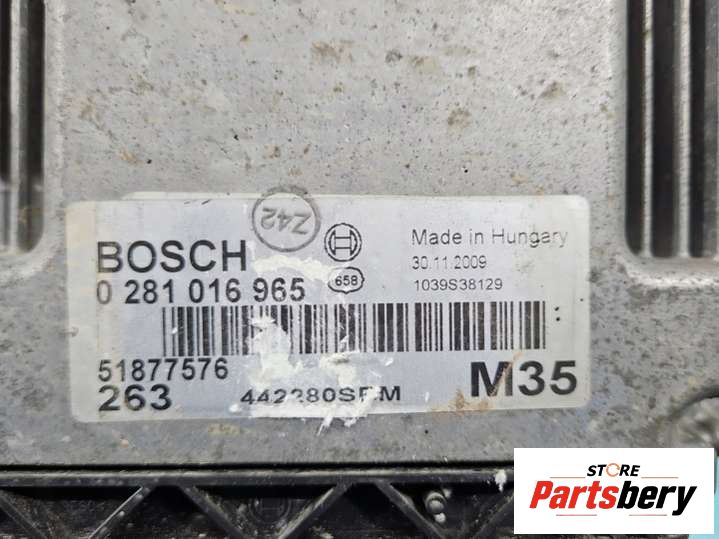 Z42
BOSCH
Made in Hungary
30.11.2009
0 281 016 965
658
1039S38129
51877576
263
M35
STORE
Partsbery